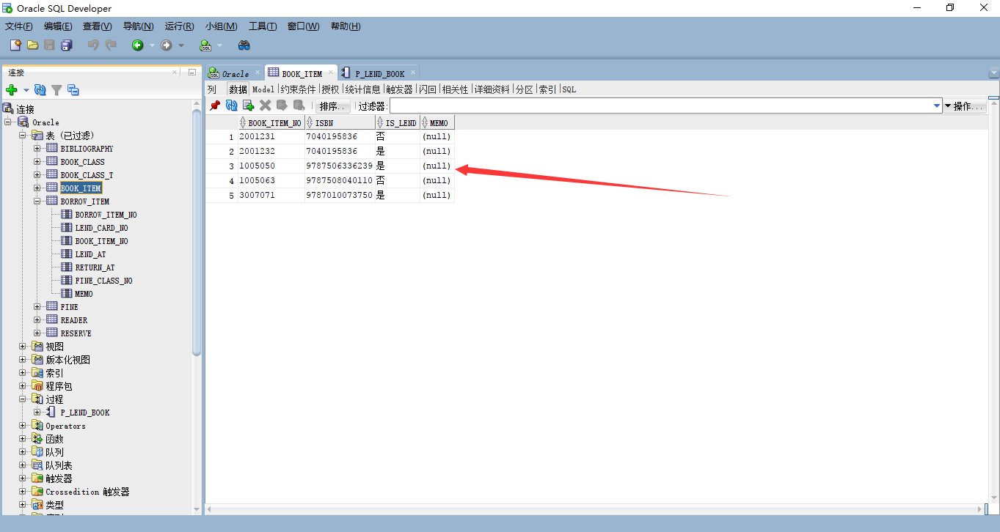 Oracle SQL Developer
文件(F) 编辑(E) 查看(V) 导航(N) 运行(R) 小组(M) 工具(T) 窗口(W) 帮助(H)
连接
Oracle BOOK_ITEM P_LEND_BOOK
列 数据 Model 约束条件 授权 统计信息 触发器 闪回 相关性 详细资料 分区 索引 SQL
排序.. 过滤器: 操作...
连接
Oracle
表 (已过滤)
BIBLIOGRAPHY
BOOK_CLASS
BOOK_CLASS_T
BOOK_ITEM
BORROW_ITEM
BORROW_ITEM_NO
LEND_CARD_NO
BOOK_ITEM_NO
LEND_AT
RETURN_AT
FINE_CLASS_NO
MEMO
FINE
READER
RESERVE
视图
版本化视图
索引
程序包
过程
P_LEND_BOOK
Operators
函数
队列
队列表
触发器
Crossedition 触发器
类型
BOOK_ITEM_NO ISBN IS_LEND MEMO
1 2001231 7040195836 否 (null)
2 2001232 7040195836 是 (null)
3 1005050 9787506336239 是 (null)
4 1005063 9787508040110 否 (null)
5 3007071 9787010073750 是 (null)